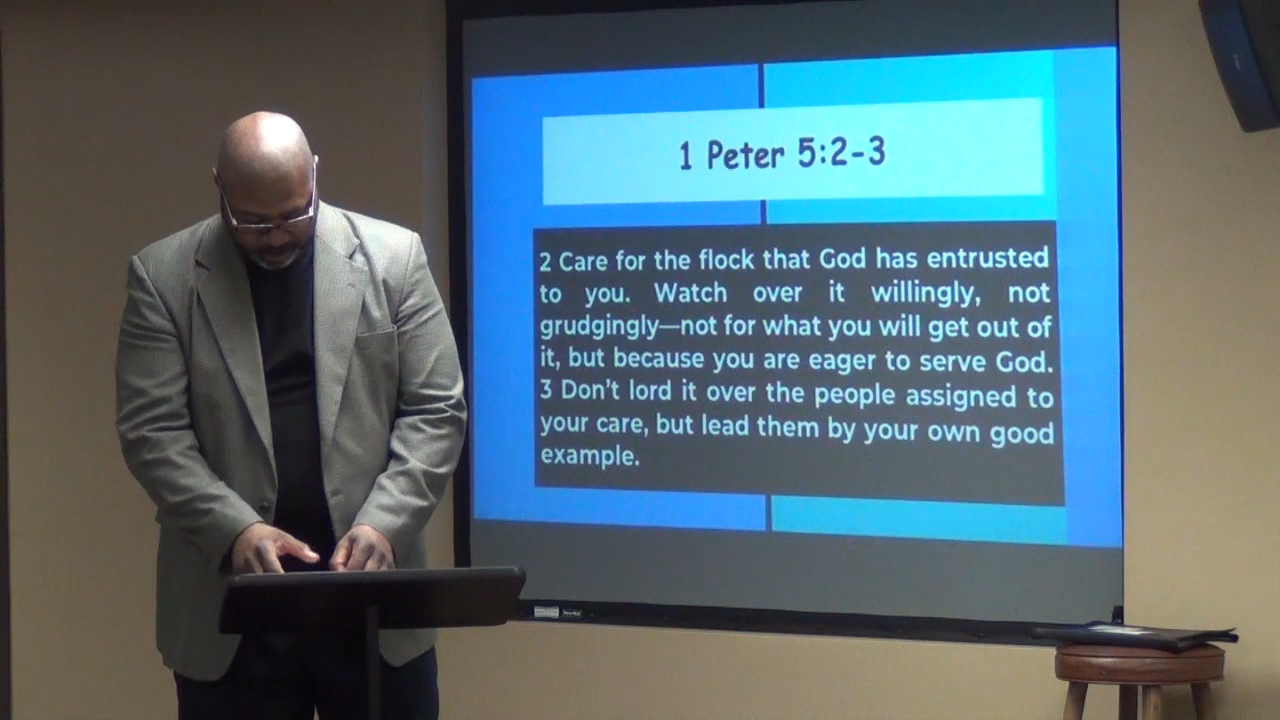 1 Peter 5:2-3
2 Care for the flock that God has entrusted
to you. Watch over it willingly, not
grudgingly—not for what you will get out of
it, but because you are eager to serve God.
3 Don't lord it over the people assigned to
your care, but lead them by your own good
example.